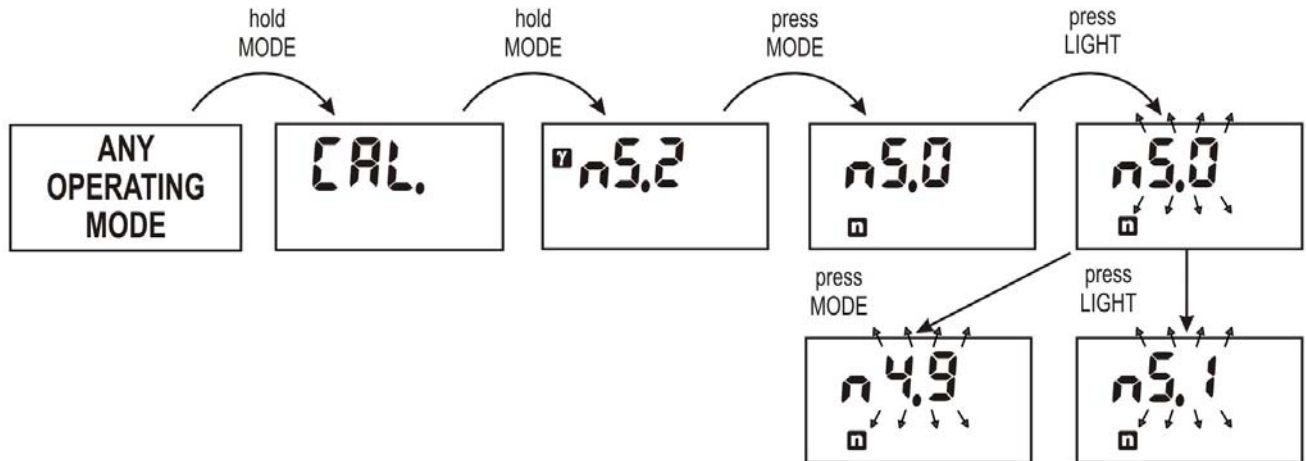 hold
MODE
hold
MODE
press
MODE
press
LIGHT
ANY
OPERATING
MODE
CAL.
γ n5.2
n5.0
n
n5.0
n
press
MODE
press
LIGHT
n4.9
n
n5.1
n